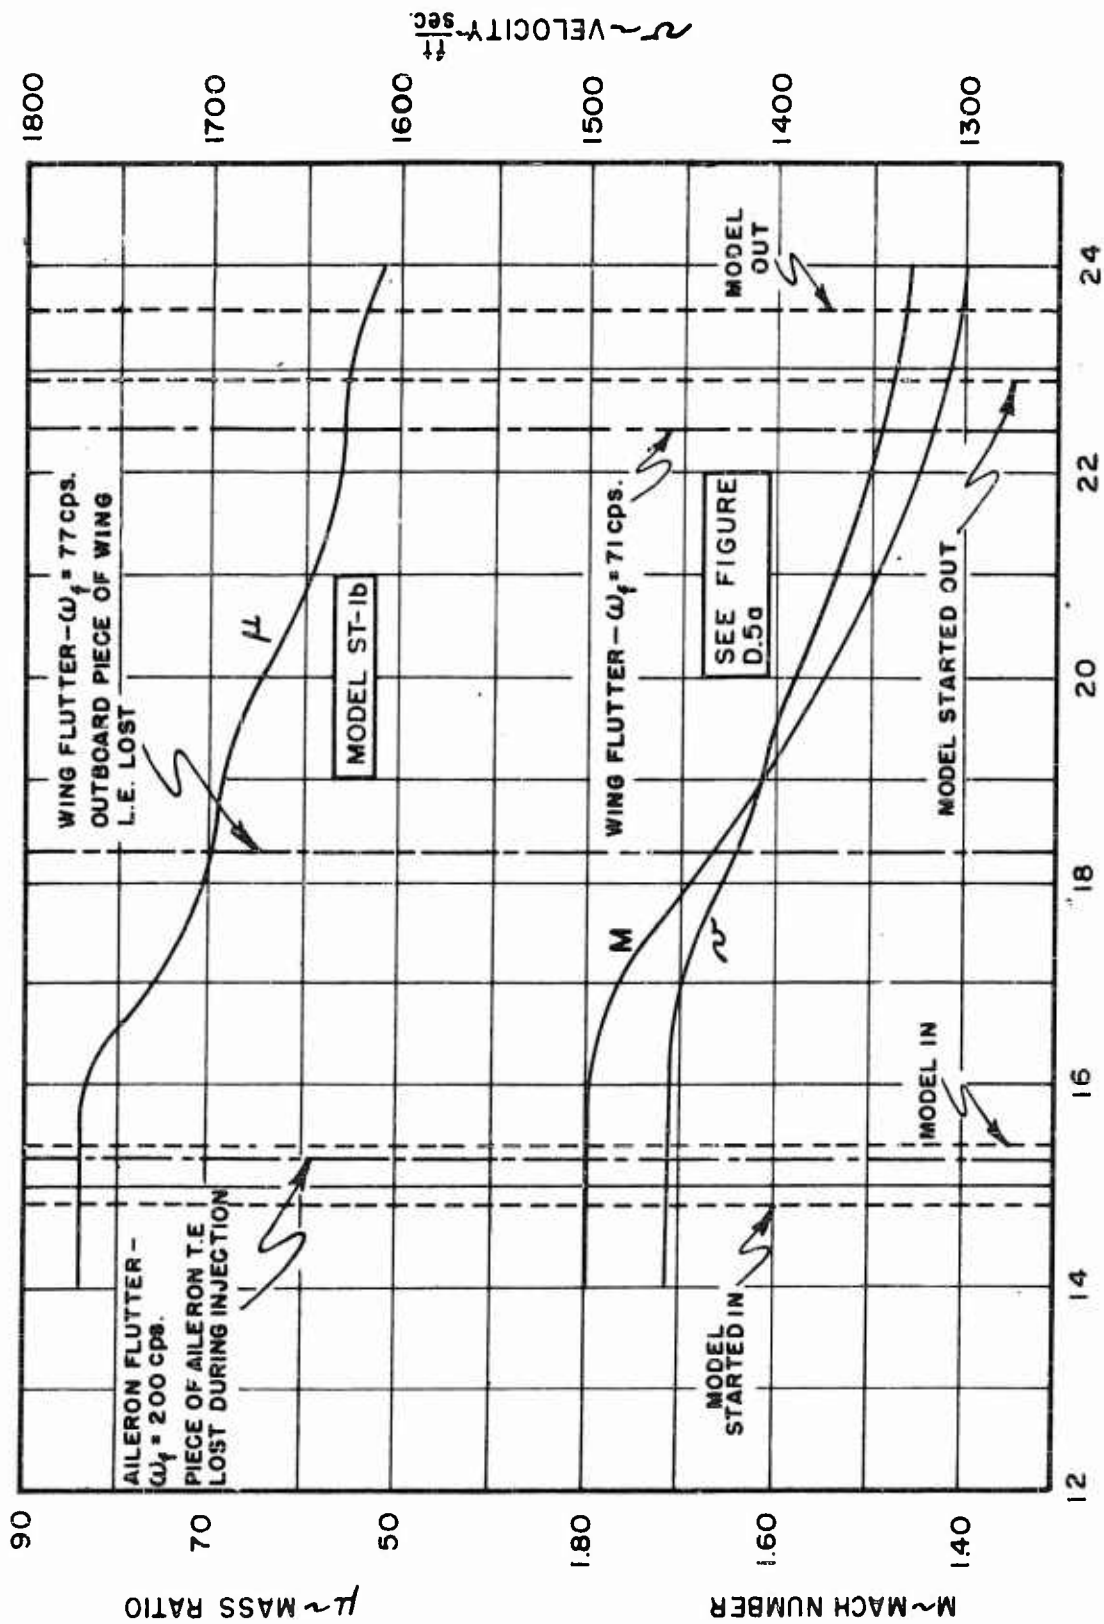 μ ~ MASS RATIO
90
70
50
M ~ MACH NUMBER
1.80
1.60
1.40
v ~ VELOCITY ft/sec.
1800
1700
1600
1500
1400
1300
12
14
16
18
20
22
24
AILERON FLUTTER –
ωf = 200 cps.
PIECE OF AILERON T.E
LOST DURING INJECTION
WING FLUTTER – ωf = 77 cps.
OUTBOARD PIECE OF WING
L.E. LOST
μ
MODEL ST-1b
WING FLUTTER – ωf = 71 cps.
SEE FIGURE
D.5a
M
v
MODEL
STARTED IN
MODEL IN
MODEL STARTED OUT
MODEL
OUT